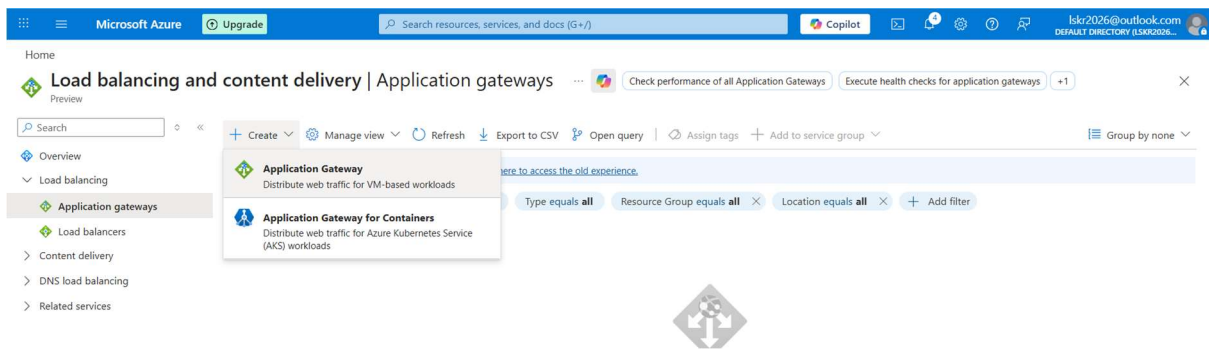 Microsoft Azure
Upgrade
Search resources, services, and docs (G+/)
Copilot
4
lskr2026@outlook.com
DEFAULT DIRECTORY (LSKR2026...
Home
Load balancing and content delivery | Application gateways ...
Check performance of all Application Gateways
Execute health checks for application gateways
+1
Preview
Search
Create
Manage view
Refresh
Export to CSV
Open query
Assign tags
Add to service group
Group by none
Overview
Load balancing
Application gateways
Load balancers
Content delivery
DNS load balancing
Related services
Application Gateway
Distribute web traffic for VM-based workloads
Application Gateway for Containers
Distribute web traffic for Azure Kubernetes Service
(AKS) workloads
ere to access the old experience.
Type equals all
Resource Group equals all
Location equals all
Add filter